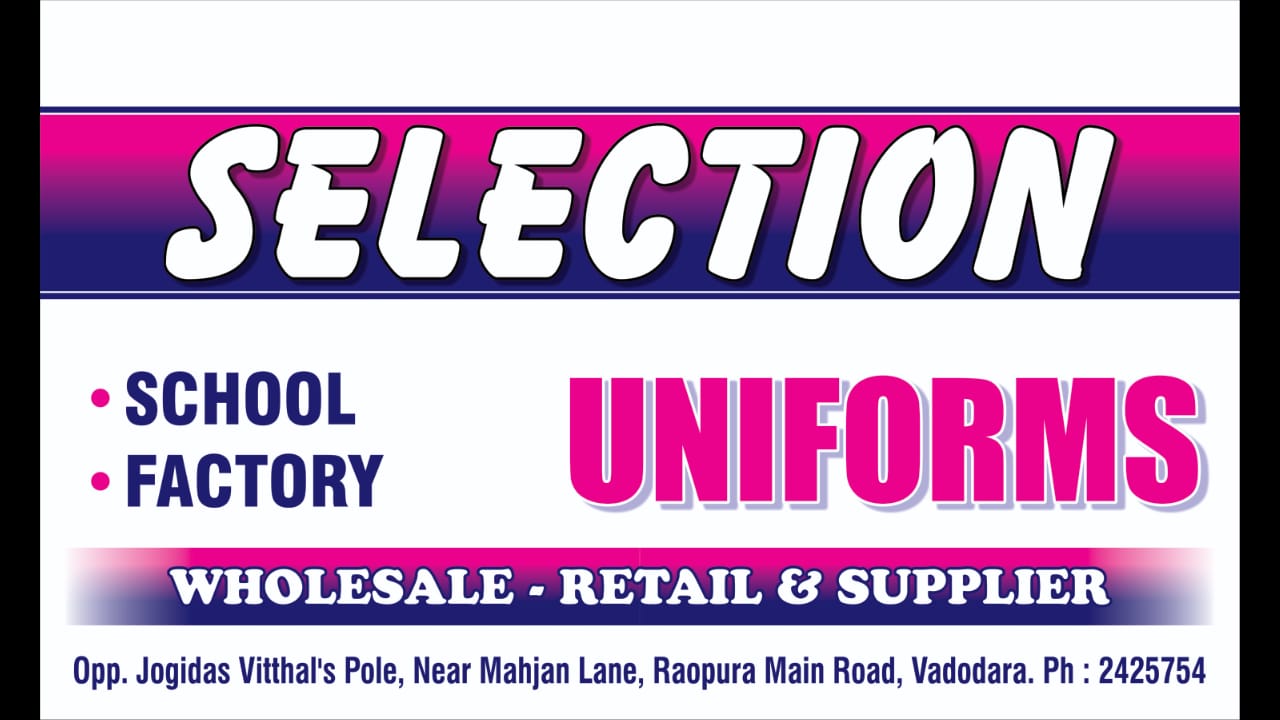 SELECTION
• SCHOOL
• FACTORY
UNIFORMS
WHOLESALE - RETAIL & SUPPLIER
Opp. Jogidas Vitthal's Pole, Near Mahjan Lane, Raopura Main Road, Vadodara. Ph : 2425754